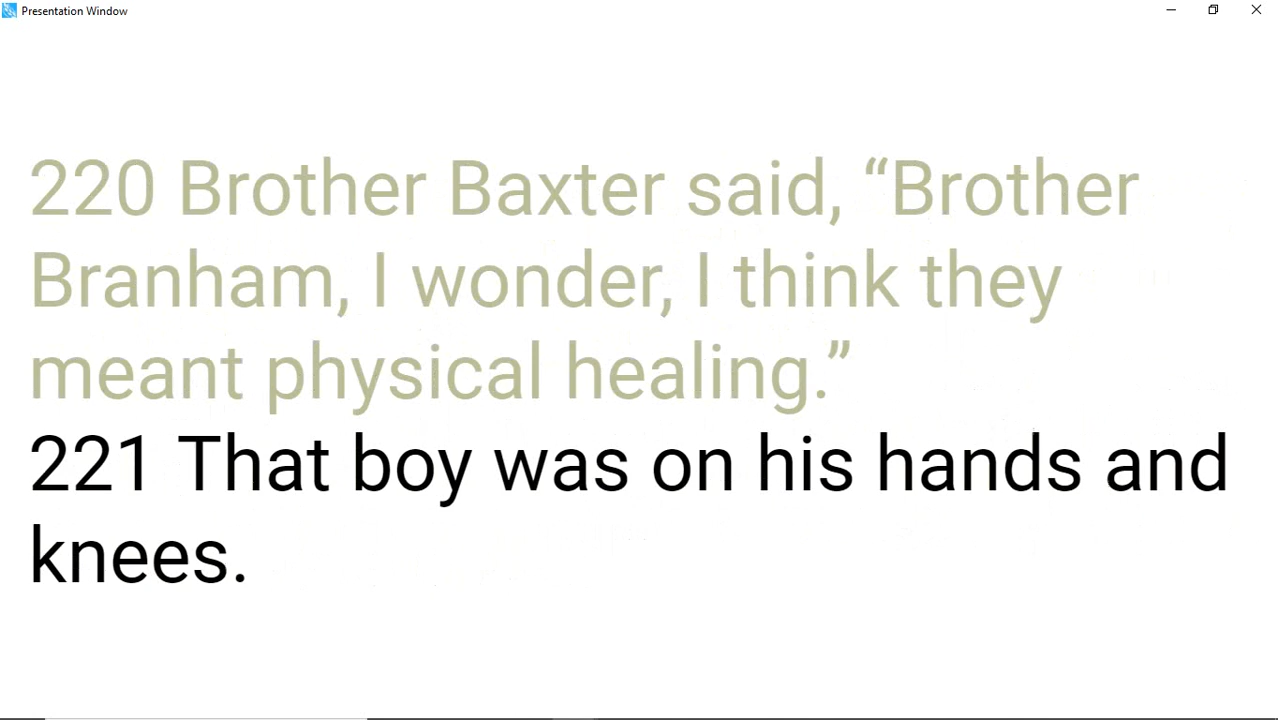 Presentation Window
220 Brother Baxter said, “Brother
Branham, I wonder, I think they
meant physical healing.”
221 That boy was on his hands and
knees.